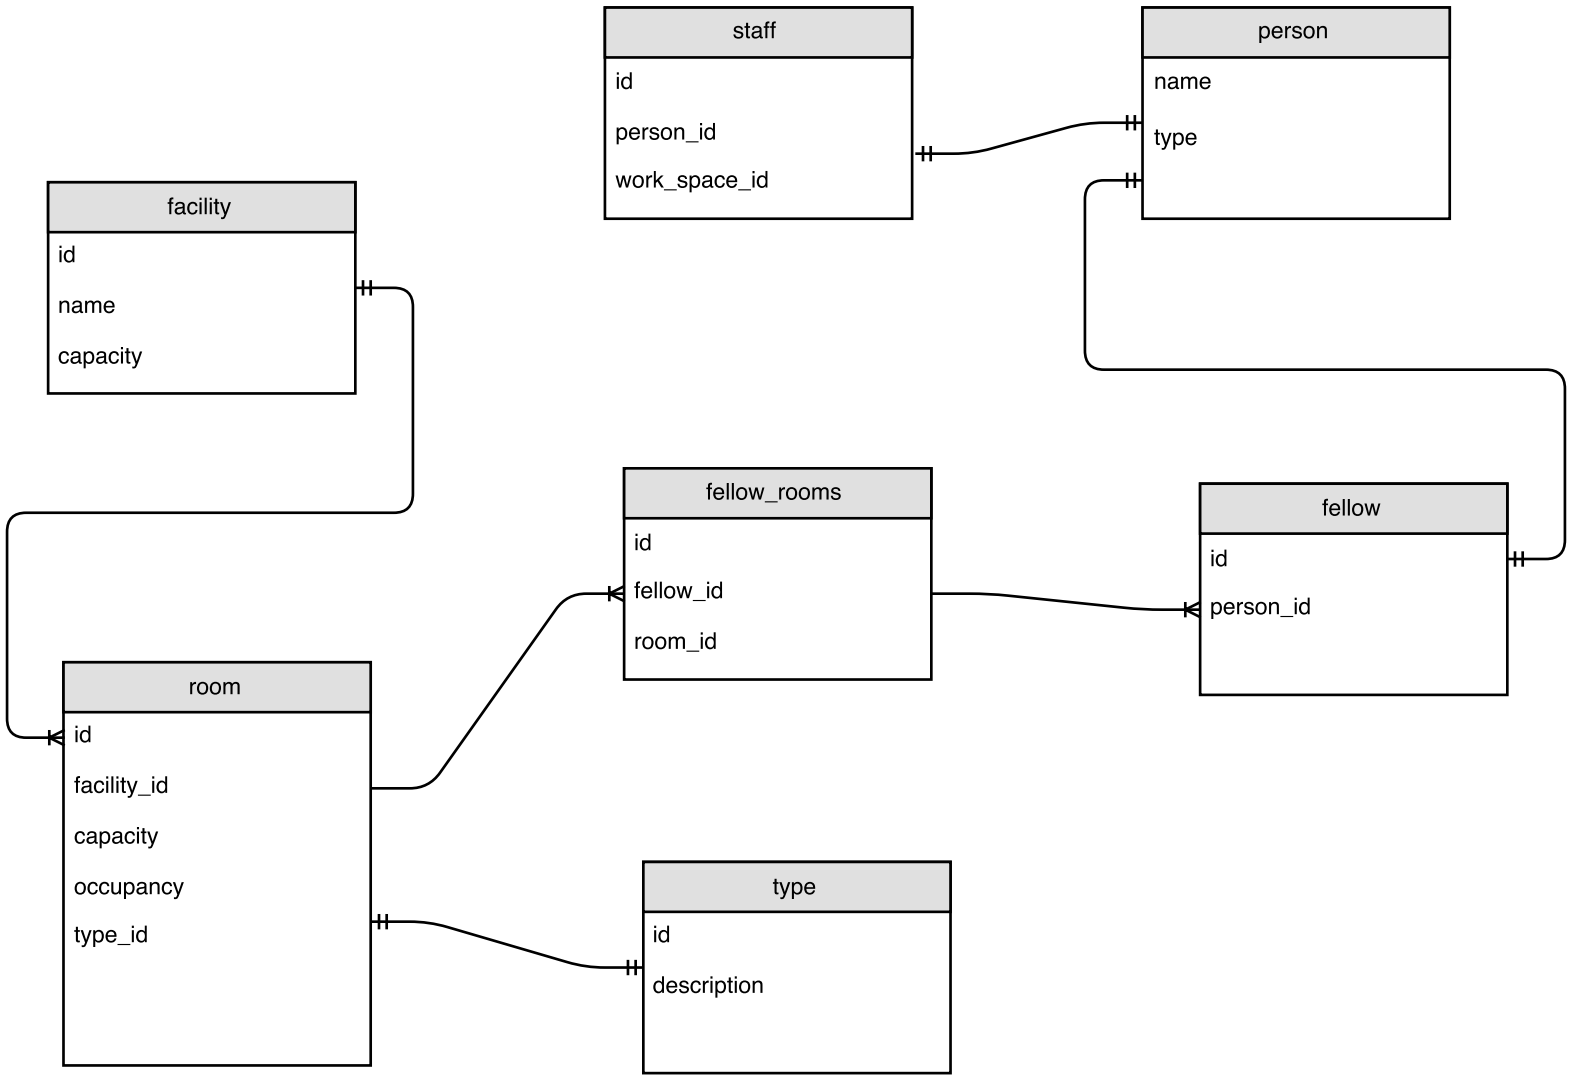 staff
id
person_id
work_space_id
person
name
type
facility
id
name
capacity
fellow_rooms
id
fellow_id
room_id
fellow
id
person_id
room
id
facility_id
capacity
occupancy
type_id
type
id
description